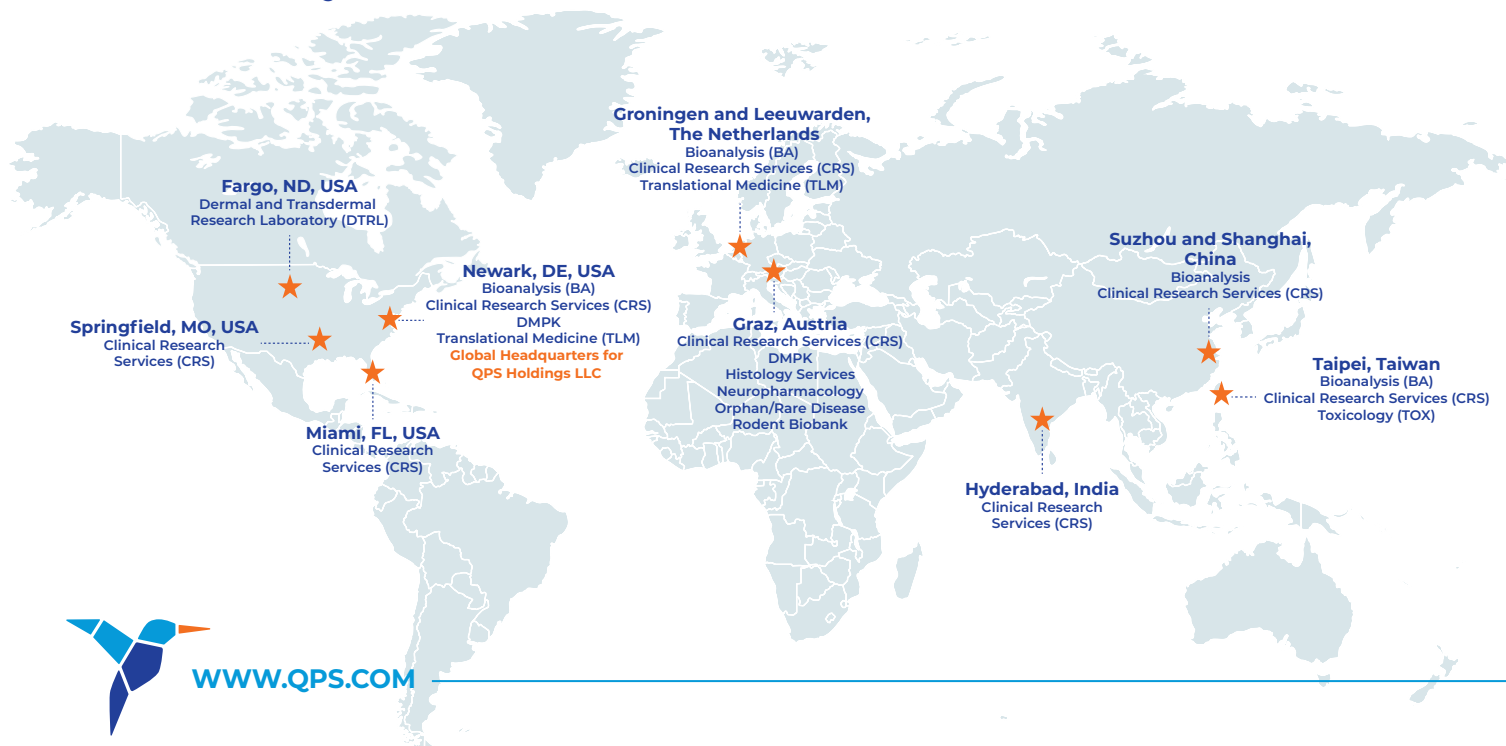 Groningen and Leeuwarden,
The Netherlands
Bioanalysis (BA)
Clinical Research Services (CRS)
Translational Medicine (TLM)
Fargo, ND, USA
Dermal and Transdermal
Research Laboratory (DTRL)
Suzhou and Shanghai,
China
Bioanalysis
Clinical Research Services (CRS)
Newark, DE, USA
Bioanalysis (BA)
Clinical Research Services (CRS)
DMPK
Translational Medicine (TLM)
Global Headquarters for
QPS Holdings LLC
Springfield, MO, USA
Clinical Research
Services (CRS)
Graz, Austria
Clinical Research Services (CRS)
DMPK
Histology Services
Neuropharmacology
Orphan/Rare Disease
Rodent Biobank
Taipei, Taiwan
Bioanalysis (BA)
Clinical Research Services (CRS)
Toxicology (TOX)
Miami, FL, USA
Clinical Research
Services (CRS)
Hyderabad, India
Clinical Research
Services (CRS)
WWW.QPS.COM